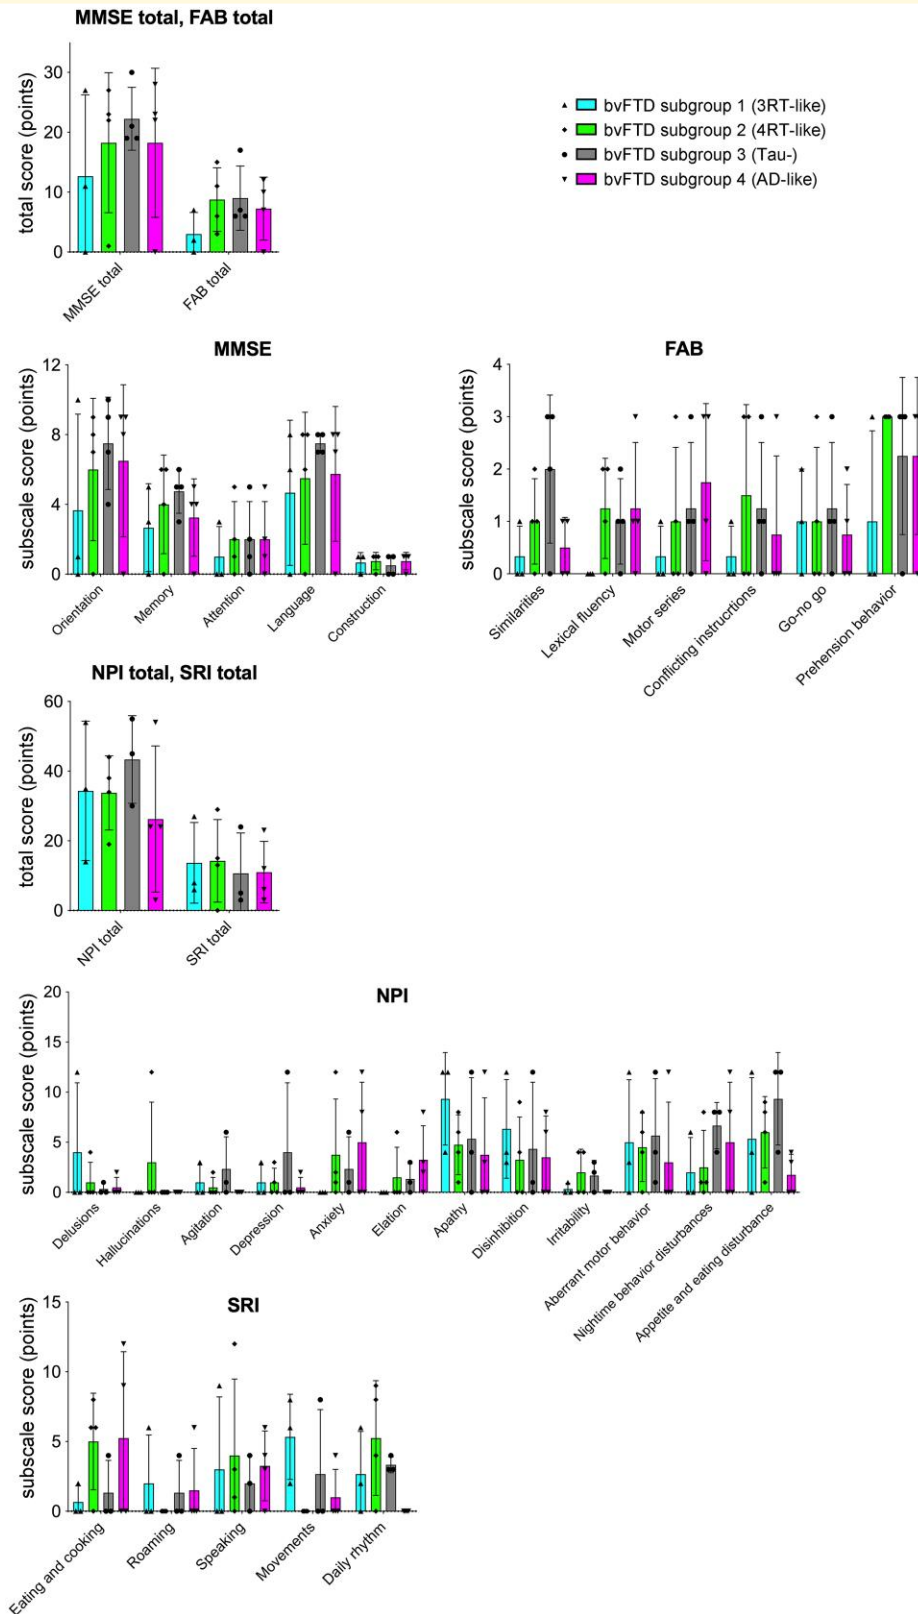 MMSE total, FAB total
total score (points)
30
20
10
0
MMSE total
FAB total
bvFTD subgroup 1 (3RT-like)
bvFTD subgroup 2 (4RT-like)
bvFTD subgroup 3 (Tau-)
bvFTD subgroup 4 (AD-like)
MMSE
subscale score (points)
12
8
4
0
Orientation
Memory
Attention
Language
Construction
FAB
subscale score (points)
4
3
2
1
0
Similarities
Lexical fluency
Motor series
Conflicting instrucrtions
Go-no go
Prehension behavior
NPI total, SRI total
total score (points)
60
40
20
0
NPI total
SRI total
NPI
subscale score (points)
20
15
10
5
0
Delusions
Hallucinations
Agitation
Depression
Anxiety
Elation
Apathy
Disinhibition
Irritability
Aberrant motor behavior
Nightime behavior disturbances
Appetite and eating disturbance
SRI
subscale score (points)
15
10
5
0
Eating and cooking
Roaming
Speaking
Movements
Daily rhythm